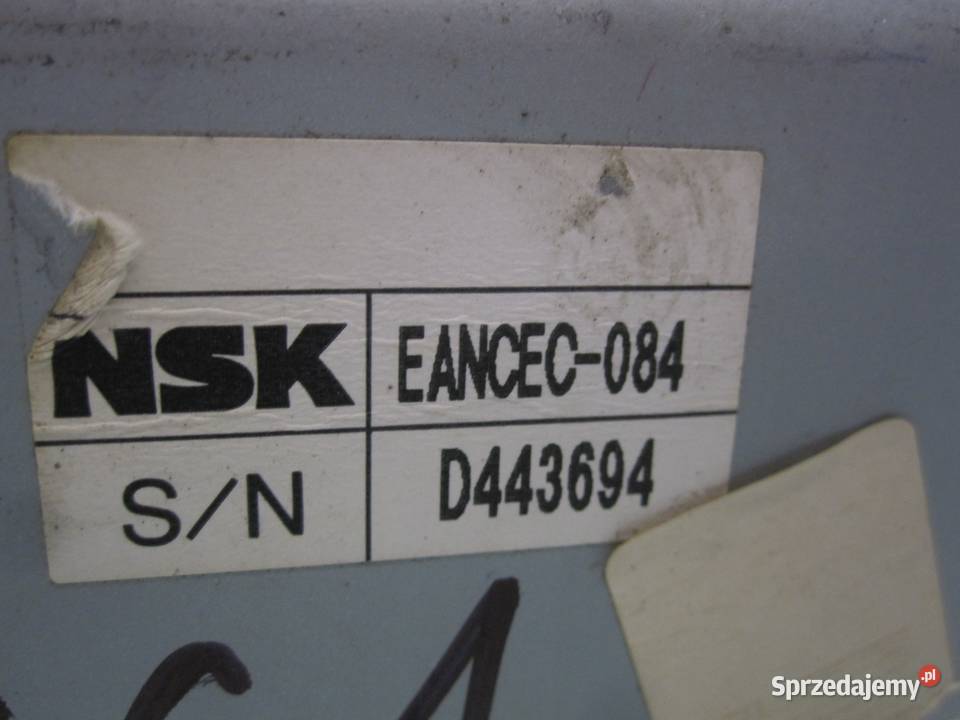 NSK EANCEC-084
S/N D443694
Sprzedajemy.pl